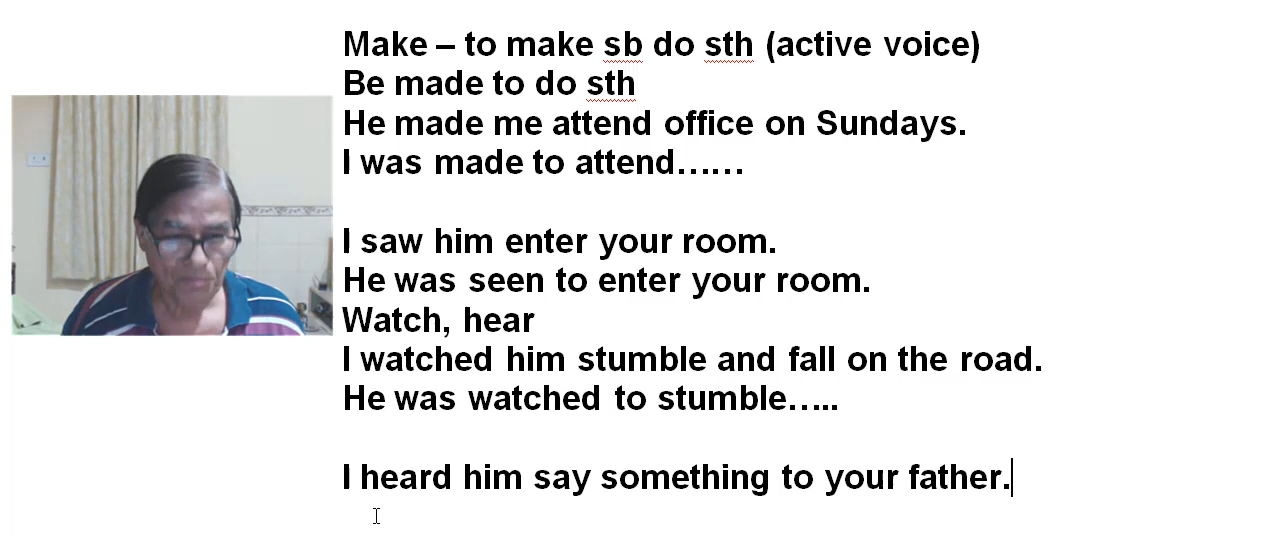 Make – to make sb do sth (active voice)
Be made to do sth
He made me attend office on Sundays.
I was made to attend……
I saw him enter your room.
He was seen to enter your room.
Watch, hear
I watched him stumble and fall on the road.
He was watched to stumble…..
I heard him say something to your father.